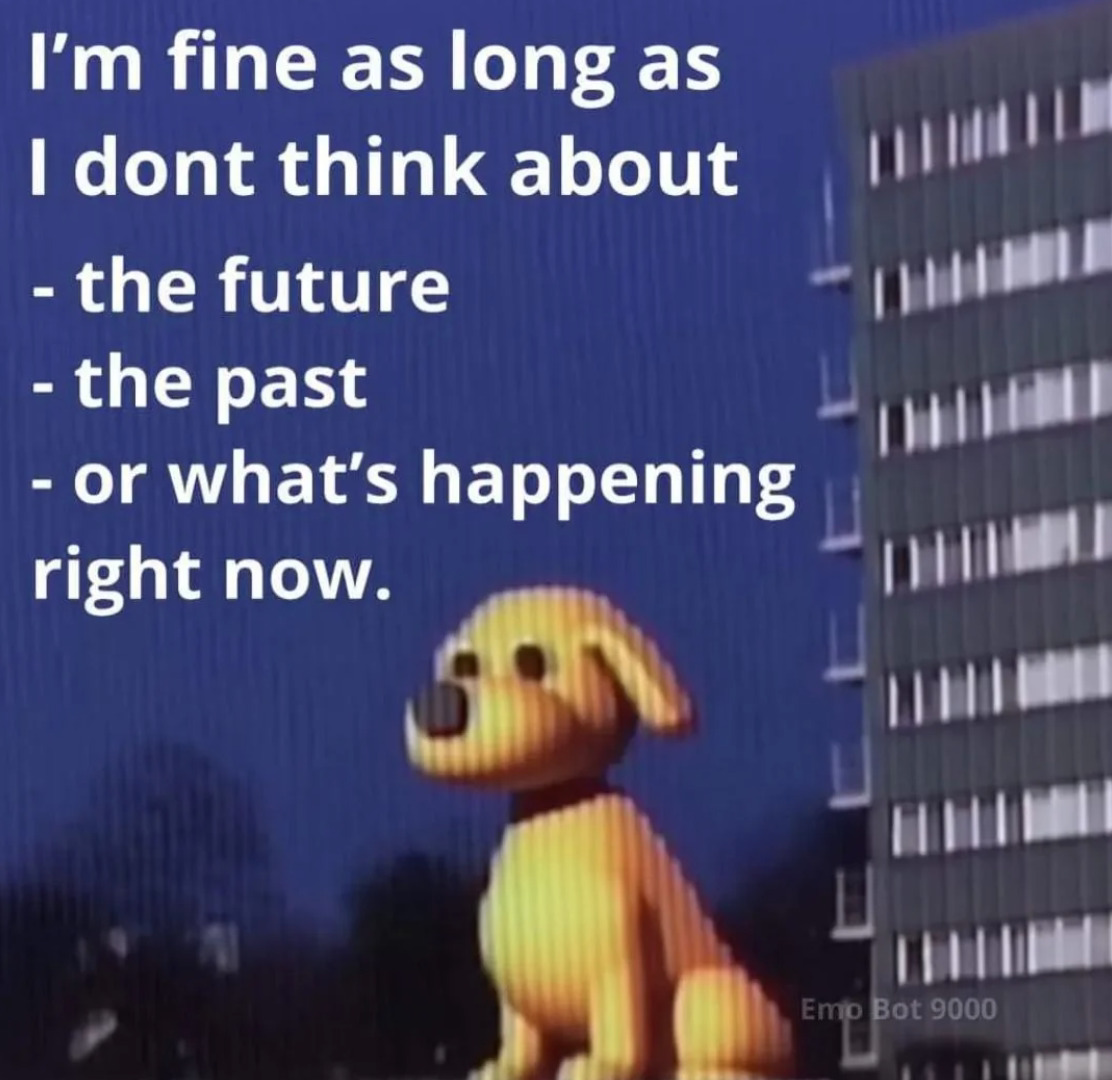 I’m fine as long as
I dont think about
- the future
- the past
- or what’s happening
right now.
Emo Bot 9000